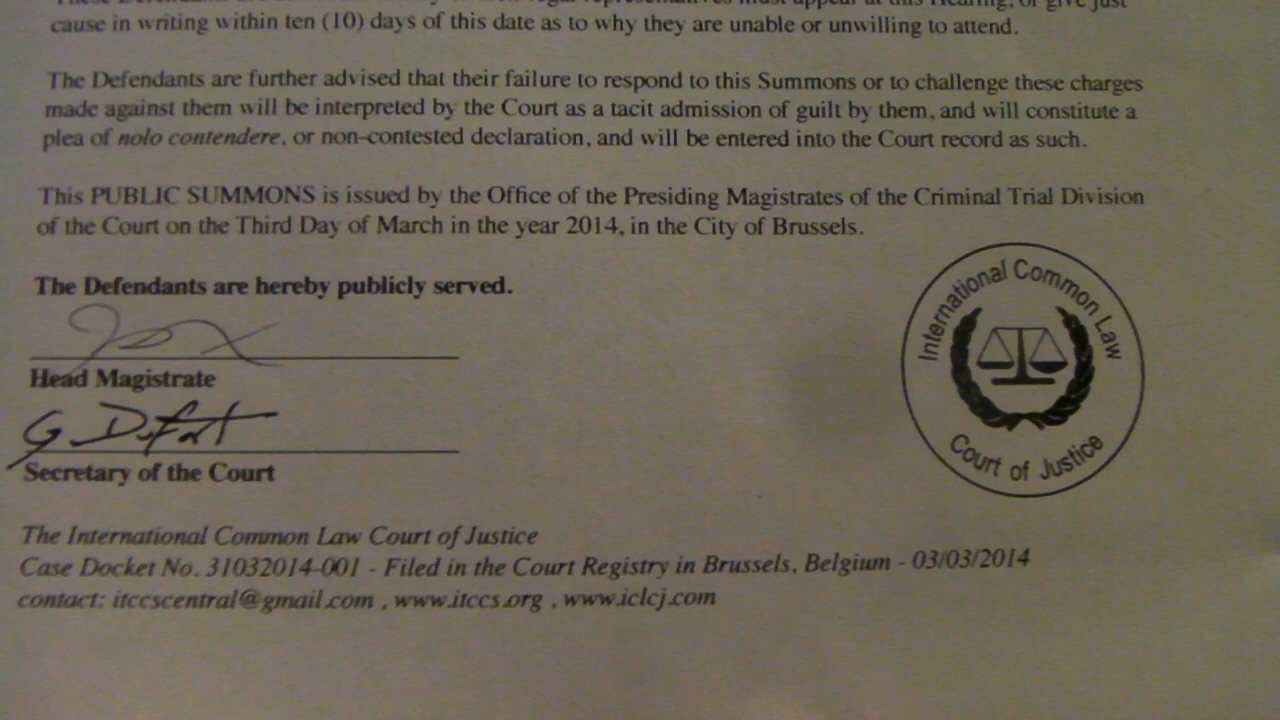 cause in writing within ten (10) days of this date as to why they are unable or unwilling to attend.
The Defendants are further advised that their failure to respond to this Summons or to challenge these charges
made against them will be interpreted by the Court as a tacit admission of guilt by them, and will constitute a
plea of nolo contendere, or non-contested declaration, and will be entered into the Court record as such.
This PUBLIC SUMMONS is issued by the Office of the Presiding Magistrates of the Criminal Trial Division
of the Court on the Third Day of March in the year 2014, in the City of Brussels.
The Defendants are hereby publicly served.
Head Magistrate
Secretary of the Court
International Common Law
Court of Justice
The International Common Law Court of Justice
Case Docket No. 31032014-001 - Filed in the Court Registry in Brussels, Belgium - 03/03/2014
contact: itccscentral@gmail.com , www.itccs.org , www.iclcj.com